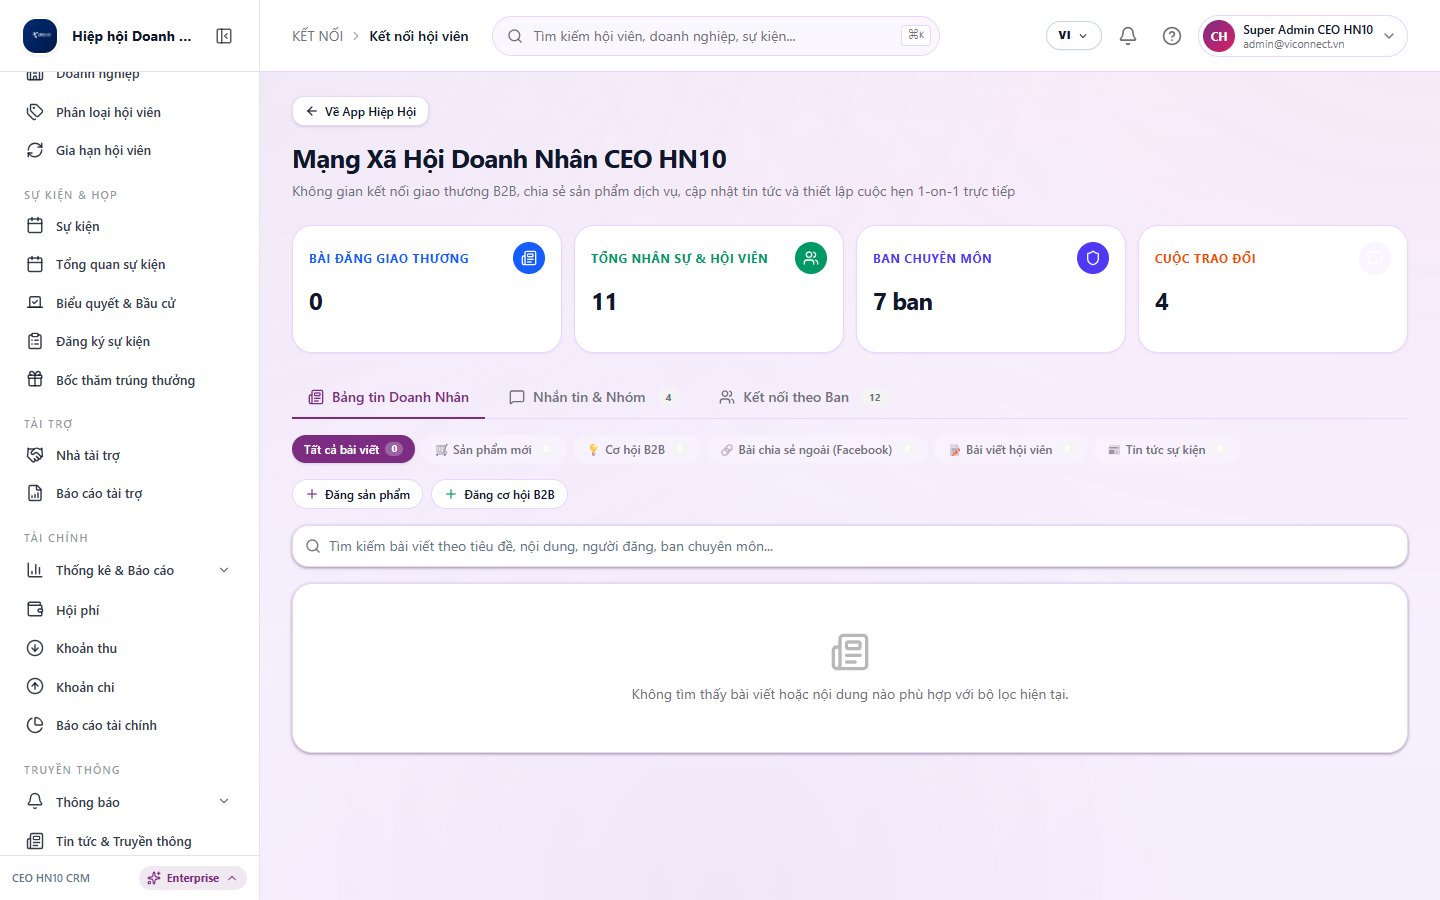 Hiệp hội Doanh ...
KẾT NỐI > Kết nối hội viên
Tìm kiếm hội viên, doanh nghiệp, sự kiện...
⌘K
VI
CH
Super Admin CEO HN10
admin@viconnect.vn
Doanh nghiệp
Phân loại hội viên
Gia hạn hội viên
SỰ KIỆN & HỌP
Sự kiện
Tổng quan sự kiện
Biểu quyết & Bầu cử
Đăng ký sự kiện
Bốc thăm trúng thưởng
TÀI TRỢ
Nhà tài trợ
Báo cáo tài trợ
TÀI CHÍNH
Thống kê & Báo cáo
Hội phí
Khoản thu
Khoản chi
Báo cáo tài chính
TRUYỀN THÔNG
Thông báo
Tin tức & Truyền thông
CEO HN10 CRM
Enterprise
Về App Hiệp Hội
Mạng Xã Hội Doanh Nhân CEO HN10
Không gian kết nối giao thương B2B, chia sẻ sản phẩm dịch vụ, cập nhật tin tức và thiết lập cuộc hẹn 1-on-1 trực tiếp
BÀI ĐĂNG GIAO THƯƠNG
0
TỔNG NHÂN SỰ & HỘI VIÊN
11
BAN CHUYÊN MÔN
7 ban
CUỘC TRAO ĐỔI
4
Bảng tin Doanh Nhân
Nhắn tin & Nhóm 4
Kết nối theo Ban 12
Tất cả bài viết 0
Sản phẩm mới 0
Cơ hội B2B 0
Bài chia sẻ ngoài (Facebook) 0
Bài viết hội viên 0
Tin tức sự kiện 0
Đăng sản phẩm
Đăng cơ hội B2B
Tìm kiếm bài viết theo tiêu đề, nội dung, người đăng, ban chuyên môn...
Không tìm thấy bài viết hoặc nội dung nào phù hợp với bộ lọc hiện tại.